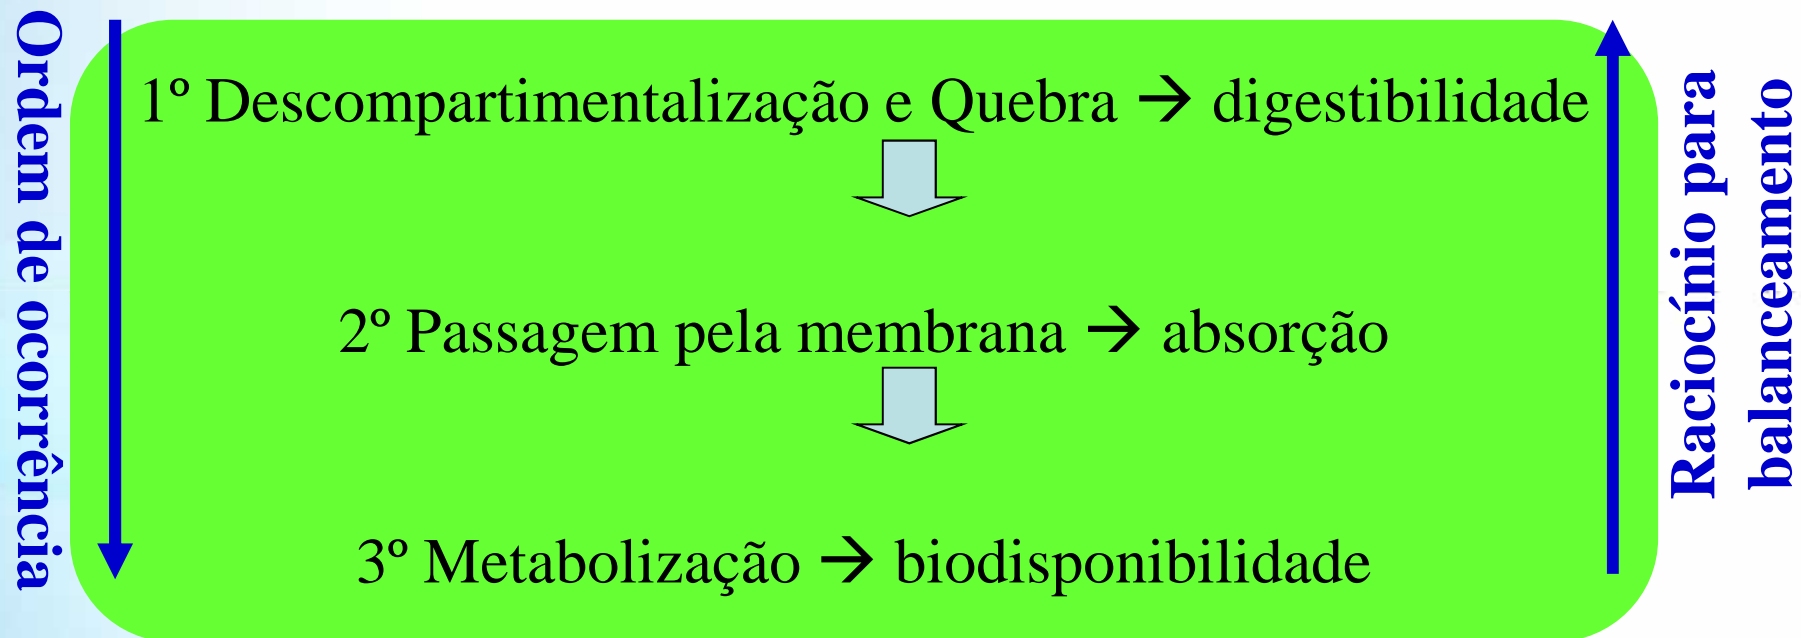 Ordem de ocorrência
1º Descompartimentalização e Quebra → digestibilidade
2º Passagem pela membrana → absorção
3º Metabolização → biodisponibilidade
Raciocínio para
balanceamento